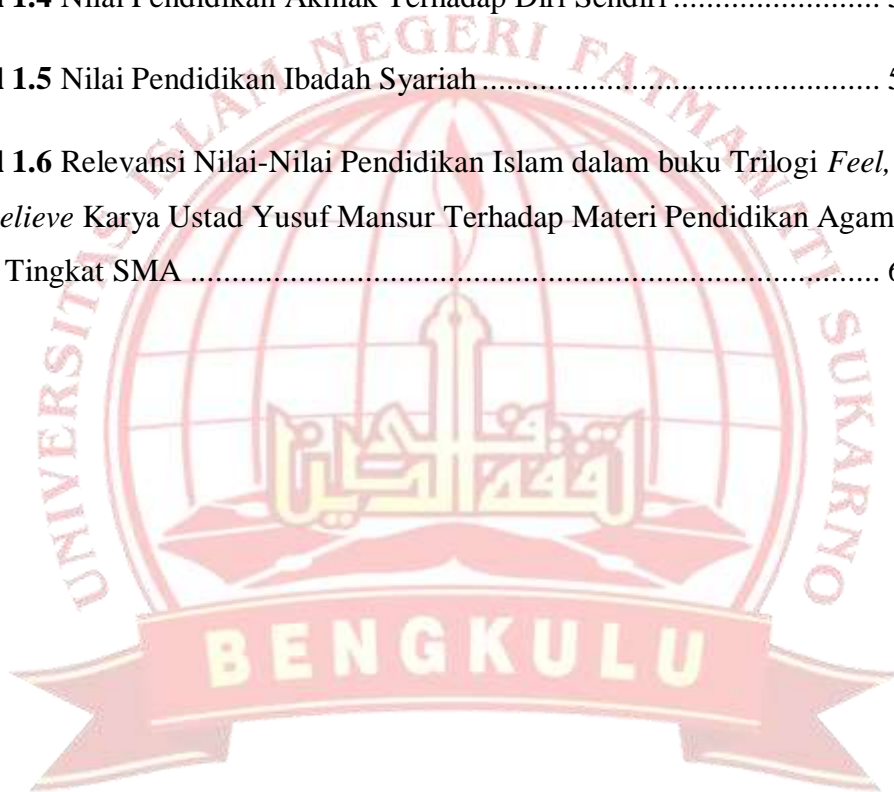 1.4 Nilai Pendidikan Akhlak Terhadap Diri Sendiri ........................
1.5 Nilai Pendidikan Ibadah Syariah ............................................... 5
1.6 Relevansi Nilai-Nilai Pendidikan Islam dalam buku Trilogi Feel,
elieve Karya Ustad Yusuf Mansur Terhadap Materi Pendidikan Agam
Tingkat SMA ................................................................................. 6
UNIVERSITAS ISLAM NEGERI FATMAWATI SUKARNO
BENGKULU